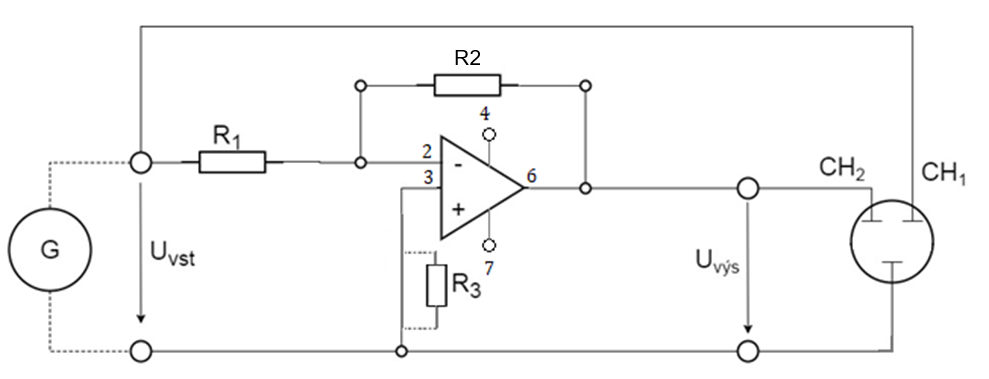 R2
4
R₁
2
-
3
6
CH₂
CH₁
+
G
Uvst
7
R₃
Uvýs